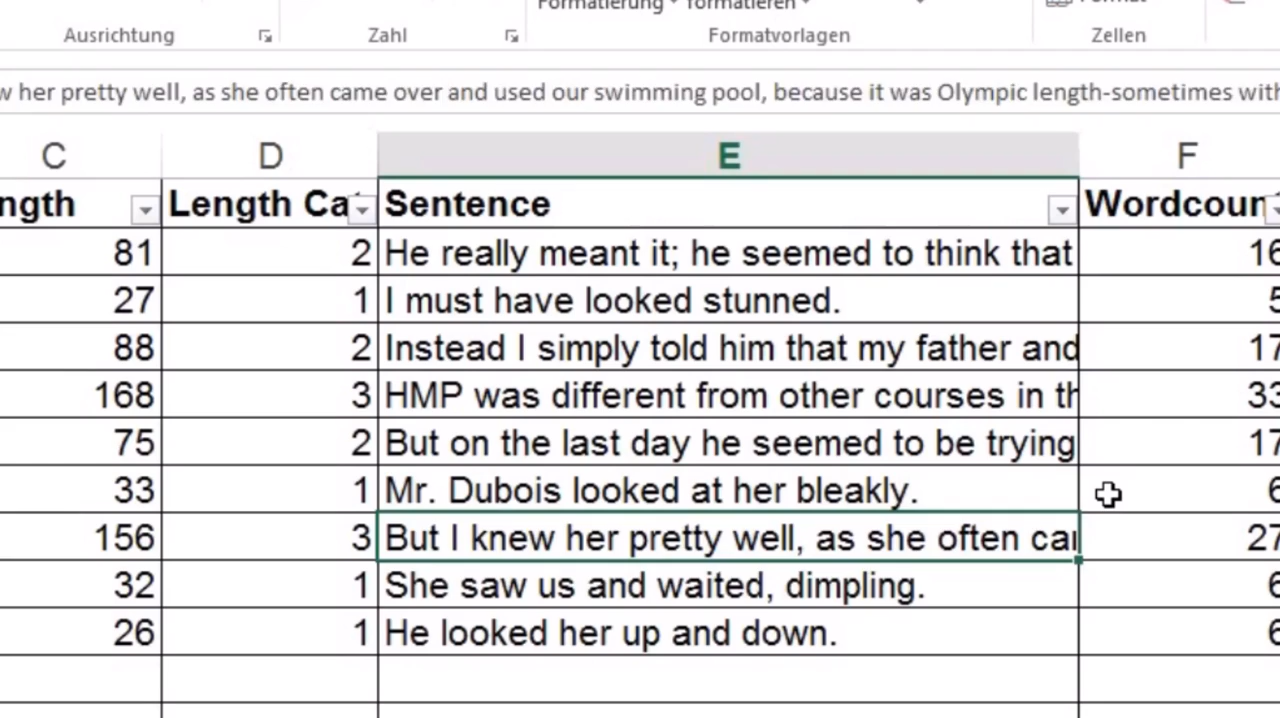 Formatierung formatieren
Ausrichtung Zahl Formatvorlagen Zellen
her pretty well, as she often came over and used our swimming pool, because it was Olympic length-sometimes with
C D E F
ngth Length Ca Sentence Wordcoun
81 2 He really meant it; he seemed to think that 16
27 1 I must have looked stunned. 5
88 2 Instead I simply told him that my father and 17
168 3 HMP was different from other courses in th 33
75 2 But on the last day he seemed to be trying 17
33 1 Mr. Dubois looked at her bleakly. 6
156 3 But I knew her pretty well, as she often ca 27
32 1 She saw us and waited, dimpling. 6
26 1 He looked her up and down. 6